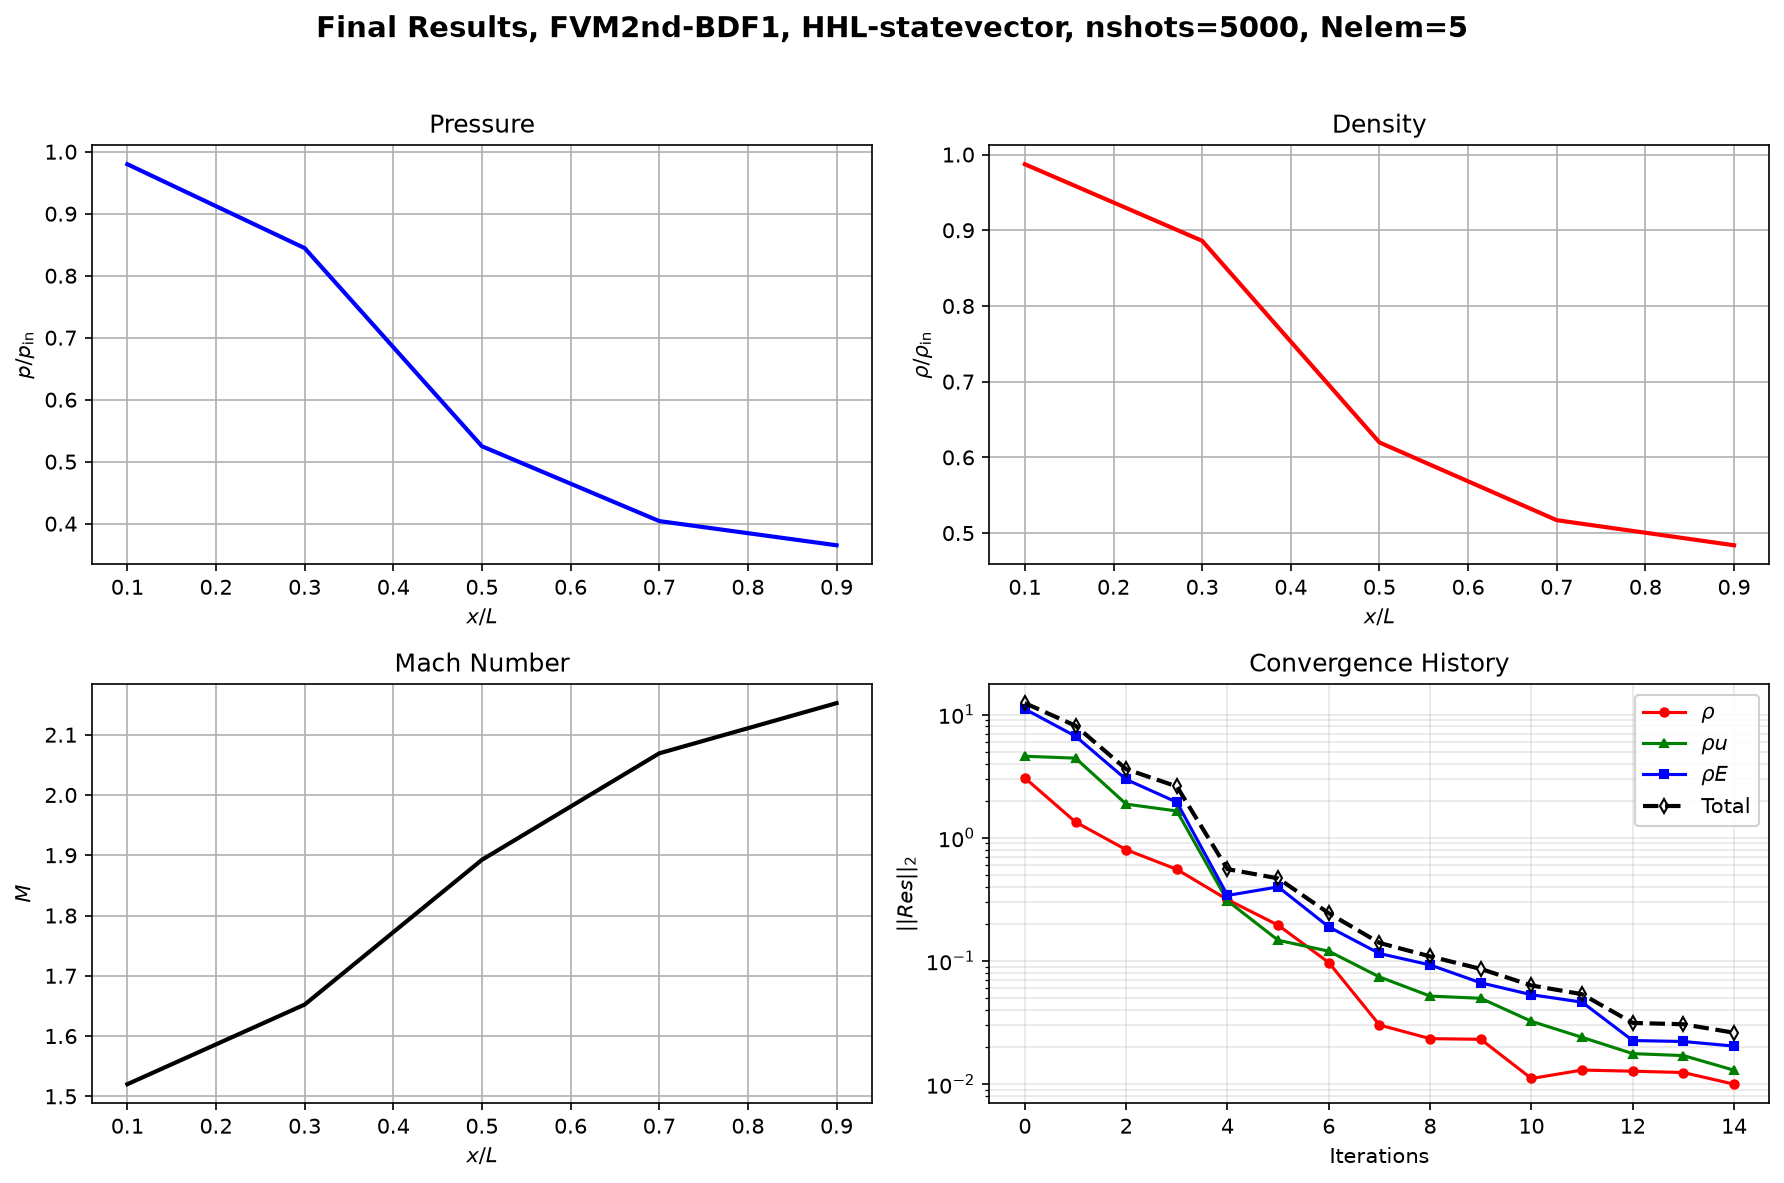 Final Results, FVM2nd-BDF1, HHL-statevector, nshots=5000, Nelem=5
Pressure
p/p_in
1.0
0.9
0.8
0.7
0.6
0.5
0.4
0.1 0.2 0.3 0.4 0.5 0.6 0.7 0.8 0.9
x/L
Density
ρ/ρ_in
1.0
0.9
0.8
0.7
0.6
0.5
0.1 0.2 0.3 0.4 0.5 0.6 0.7 0.8 0.9
x/L
Mach Number
M
2.1
2.0
1.9
1.8
1.7
1.6
1.5
0.1 0.2 0.3 0.4 0.5 0.6 0.7 0.8 0.9
x/L
Convergence History
||Res||₂
10¹
10⁰
10⁻¹
10⁻²
0 2 4 6 8 10 12 14
Iterations
ρ
ρu
ρE
Total